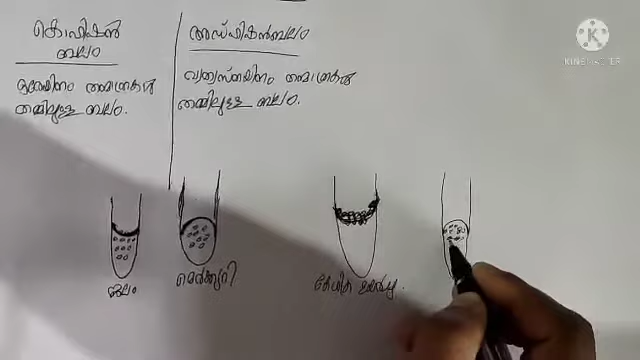 കൊഹിഷൻ
ബലം
ഒരേയിനം തന്മാത്രകൾ
തമ്മിലുള്ള ബലം.
അഡ്ഹിഷൻബലം
വ്യത്യസ്തയിനം തന്മാത്രകൾ
തമ്മിലുള്ള ബലം.
ജലം
മെർക്കുറി
കേശിക ഉയർച്ച.
KINEMASTER